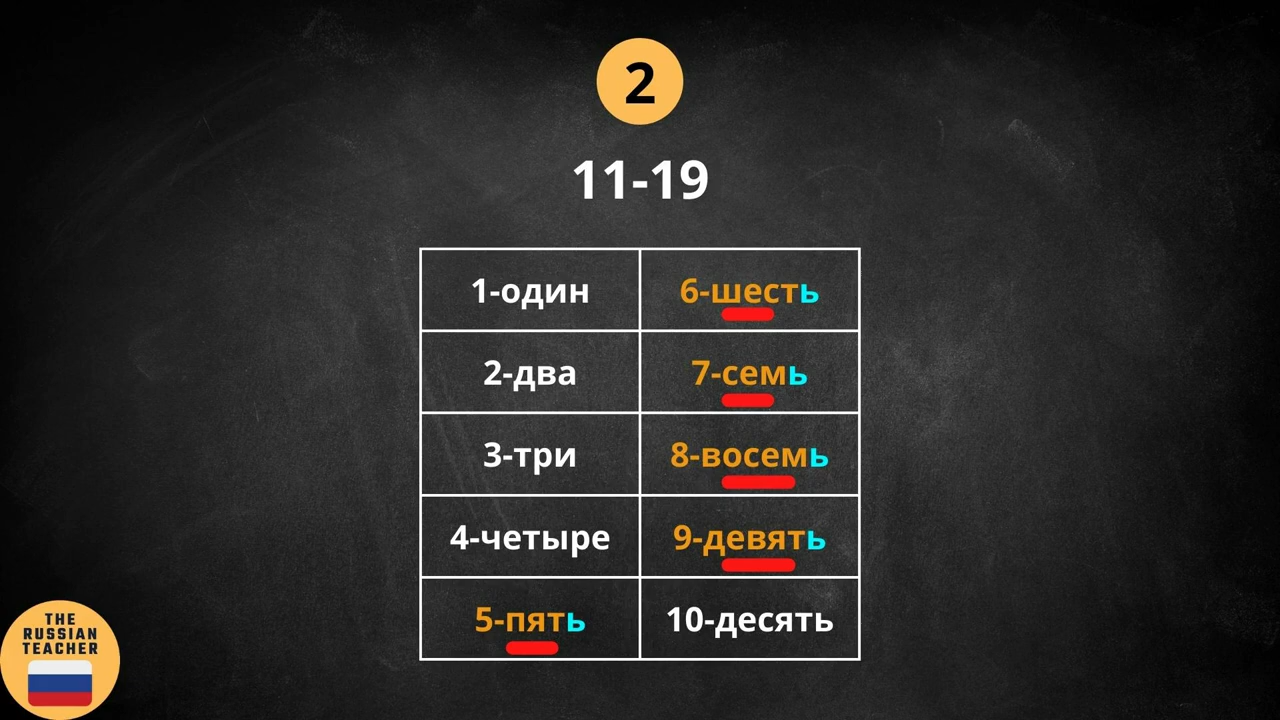 2
11-19
1-один
6-шесть
2-два
7-семь
3-три
8-восемь
4-четыре
9-девять
5-пять
10-десять
THE
RUSSIAN
TEACHER